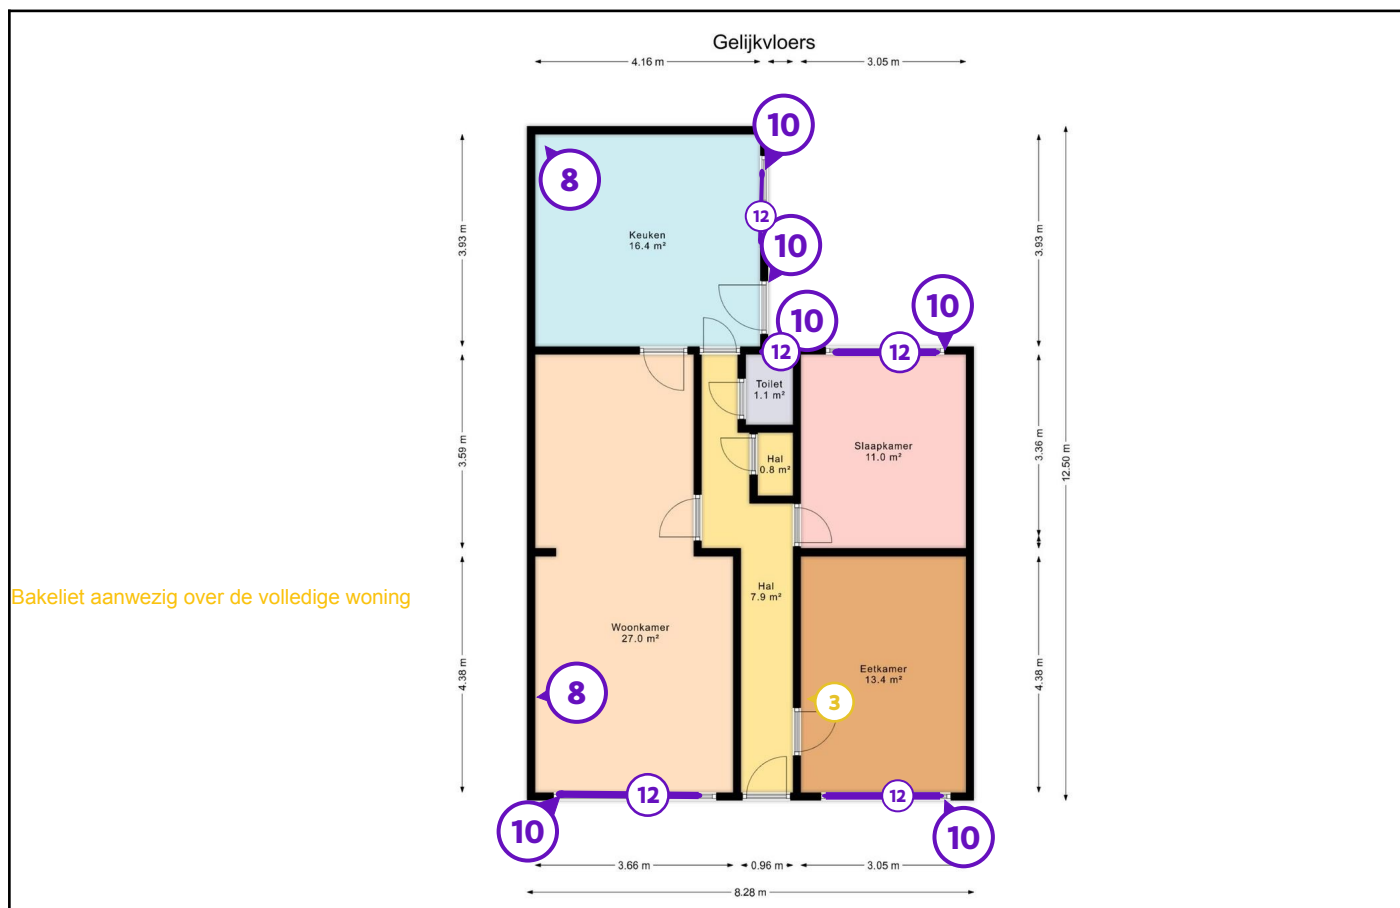 Gelijkvloers
4.16 m
3.05 m
10
8
12
Keuken
16.4 m²
10
3.93 m
3.93 m
10
10
12
12
Toilet
1.1 m²
Slaapkamer
11.0 m²
Hal
0.8 m²
3.59 m
3.36 m
12.50 m
Bakeliet aanwezig over de volledige woning
Hal
7.9 m²
Woonkamer
27.0 m²
Eetkamer
13.4 m²
4.38 m
4.38 m
8
3
12
12
10
10
3.66 m
0.96 m
3.05 m
8.28 m